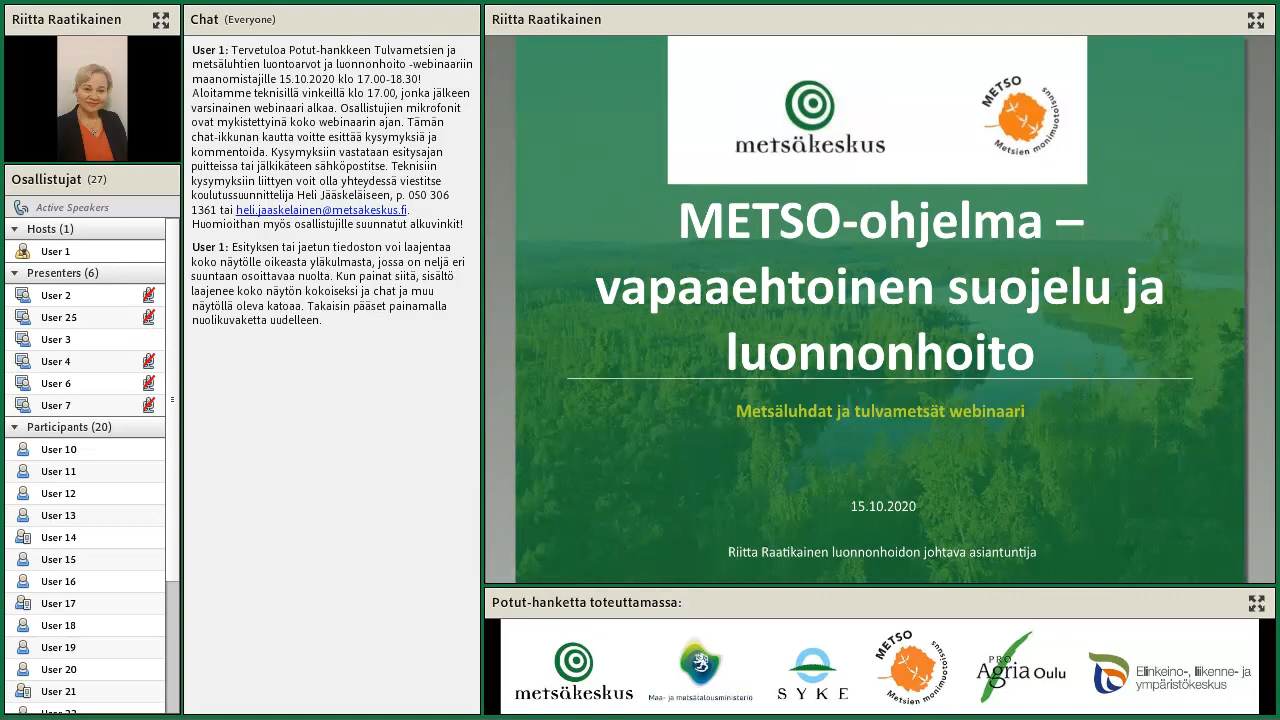 Riitta Raatikainen
Osallistujat (27)
Active Speakers
Hosts (1)
User 1
Presenters (6)
User 2
User 25
User 3
User 4
User 6
User 7
Participants (20)
User 10
User 11
User 12
User 13
User 14
User 15
User 16
User 17
User 18
User 19
User 20
User 21
Chat (Everyone)
User 1: Tervetuloa Potut-hankkeen Tulvametsien ja
metsäluhtien luontoarvot ja luonnonhoito -webinaariin
maanomistajille 15.10.2020 klo 17.00-18.30!
Aloitamme teknisillä vinkeillä klo 17.00, jonka jälkeen
varsinainen webinaari alkaa. Osallistujien mikrofonit
ovat mykistettyinä koko webinaarin ajan. Tämän
chat-ikkunan kautta voitte esittää kysymyksiä ja
kommentoida. Kysymyksiin vastataan esitysajan
puitteissa tai jälkikäteen sähköpostitse. Teknisiin
kysymyksiin liittyen voit olla yhteydessä viestitse
koulutussuunnittelija Heli Jääskeläiseen, p. 050 306
1361 tai heli.jaaskelainen@metsakeskus.fi.
Huomioithan myös osallistujille suunnatut alkuvinkit!
User 1: Esityksen tai jaetun tiedoston voi laajentaa
koko näytölle oikeasta yläkulmasta, jossa on neljä eri
suuntaan osoittavaa nuolta. Kun painat siitä, sisältö
laajenee koko näytön kokoiseksi ja chat ja muu
näytöllä oleva katoaa. Takaisin pääset painamalla
nuolikuvaketta uudelleen.
Riitta Raatikainen
metsäkeskus
METSO
Metsien monimuotoisuus
METSO-ohjelma –
vapaaehtoinen suojelu ja
luonnonhoito
Metsäluhdat ja tulvametsät webinaari
15.10.2020
Riitta Raatikainen luonnonhoidon johtava asiantuntija
Potut-hanketta toteuttamassa:
metsäkeskus
Maa- ja metsätalousministeriö
SYKE
METSO
Metsien monimuotoisuus
PRO
Agria Oulu
Elinkeino-, liikenne- ja
ympäristökeskus